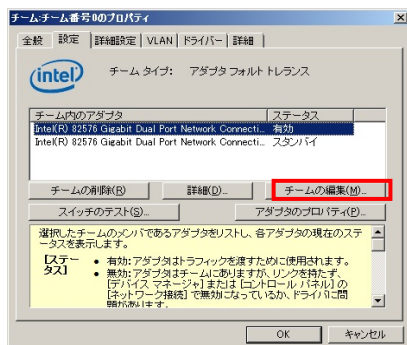 チーム:チーム番号0のプロパティ
全般 設定 詳細設定 VLAN ドライバー 詳細
intel チーム タイプ: アダプタ フォルト トレランス
チーム内のアダプタ ステータス
Intel(R) 82576 Gigabit Dual Port Network Connecti... 有効
Intel(R) 82576 Gigabit Dual Port Network Connecti... スタンバイ
チームの削除(R) 詳細(D)... チームの編集(M)...
スイッチのテスト(S)... アダプタのプロパティ(P)...
選択したチームのメンバであるアダプタをリストし、各アダプタの現在のステ
ータスを表示します。
[ステー • 有効:アダプタはトラフィックを渡すために使用されます。
タス] • 無効:アダプタはチームにありますが、リンクを持たず、
[デバイス マネージャ] または [コントロール パネル] の
[ネットワーク接続] で無効になっているか、ドライバに問
題があります。
OK キャンセル